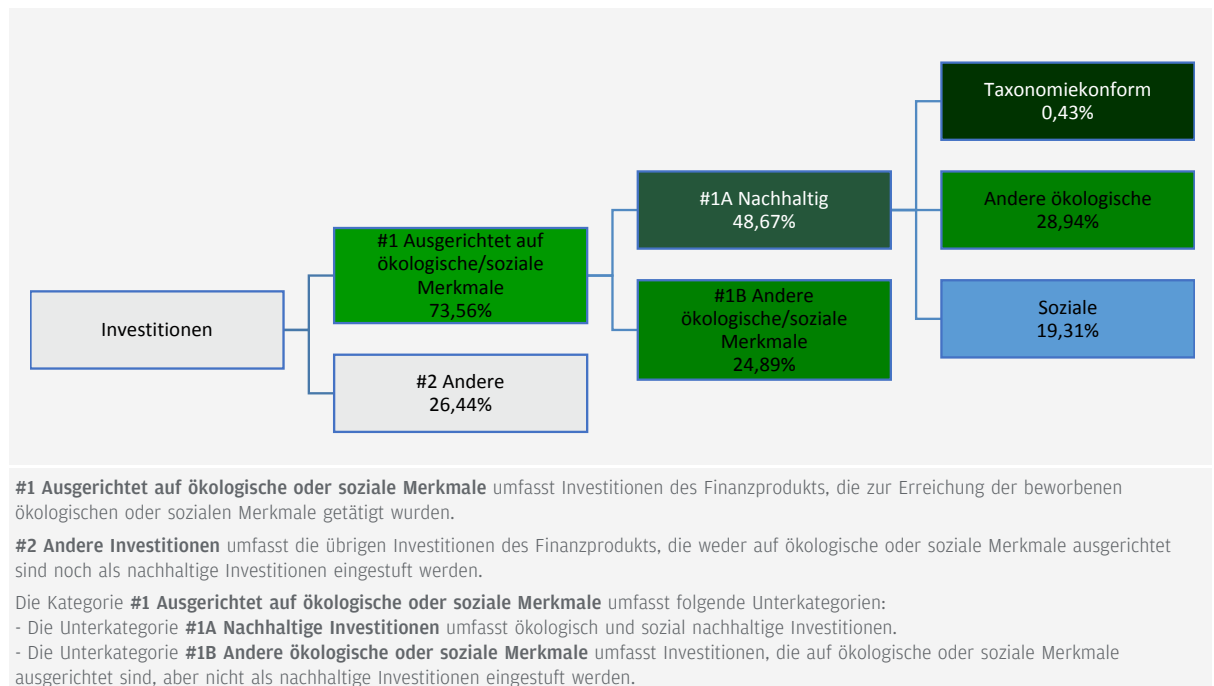 Investitionen
#1 Ausgerichtet auf
ökologische/soziale
Merkmale
73,56%
#2 Andere
26,44%
#1A Nachhaltig
48,67%
#1B Andere
ökologische/soziale
Merkmale
24,89%
Taxonomiekonform
0,43%
Andere ökologische
28,94%
Soziale
19,31%
#1 Ausgerichtet auf ökologische oder soziale Merkmale umfasst Investitionen des Finanzprodukts, die zur Erreichung der beworbenen
ökologischen oder sozialen Merkmale getätigt wurden.
#2 Andere Investitionen umfasst die übrigen Investitionen des Finanzprodukts, die weder auf ökologische oder soziale Merkmale ausgerichtet
sind noch als nachhaltige Investitionen eingestuft werden.
Die Kategorie #1 Ausgerichtet auf ökologische oder soziale Merkmale umfasst folgende Unterkategorien:
- Die Unterkategorie #1A Nachhaltige Investitionen umfasst ökologisch und sozial nachhaltige Investitionen.
- Die Unterkategorie #1B Andere ökologische oder soziale Merkmale umfasst Investitionen, die auf ökologische oder soziale Merkmale
ausgerichtet sind, aber nicht als nachhaltige Investitionen eingestuft werden.